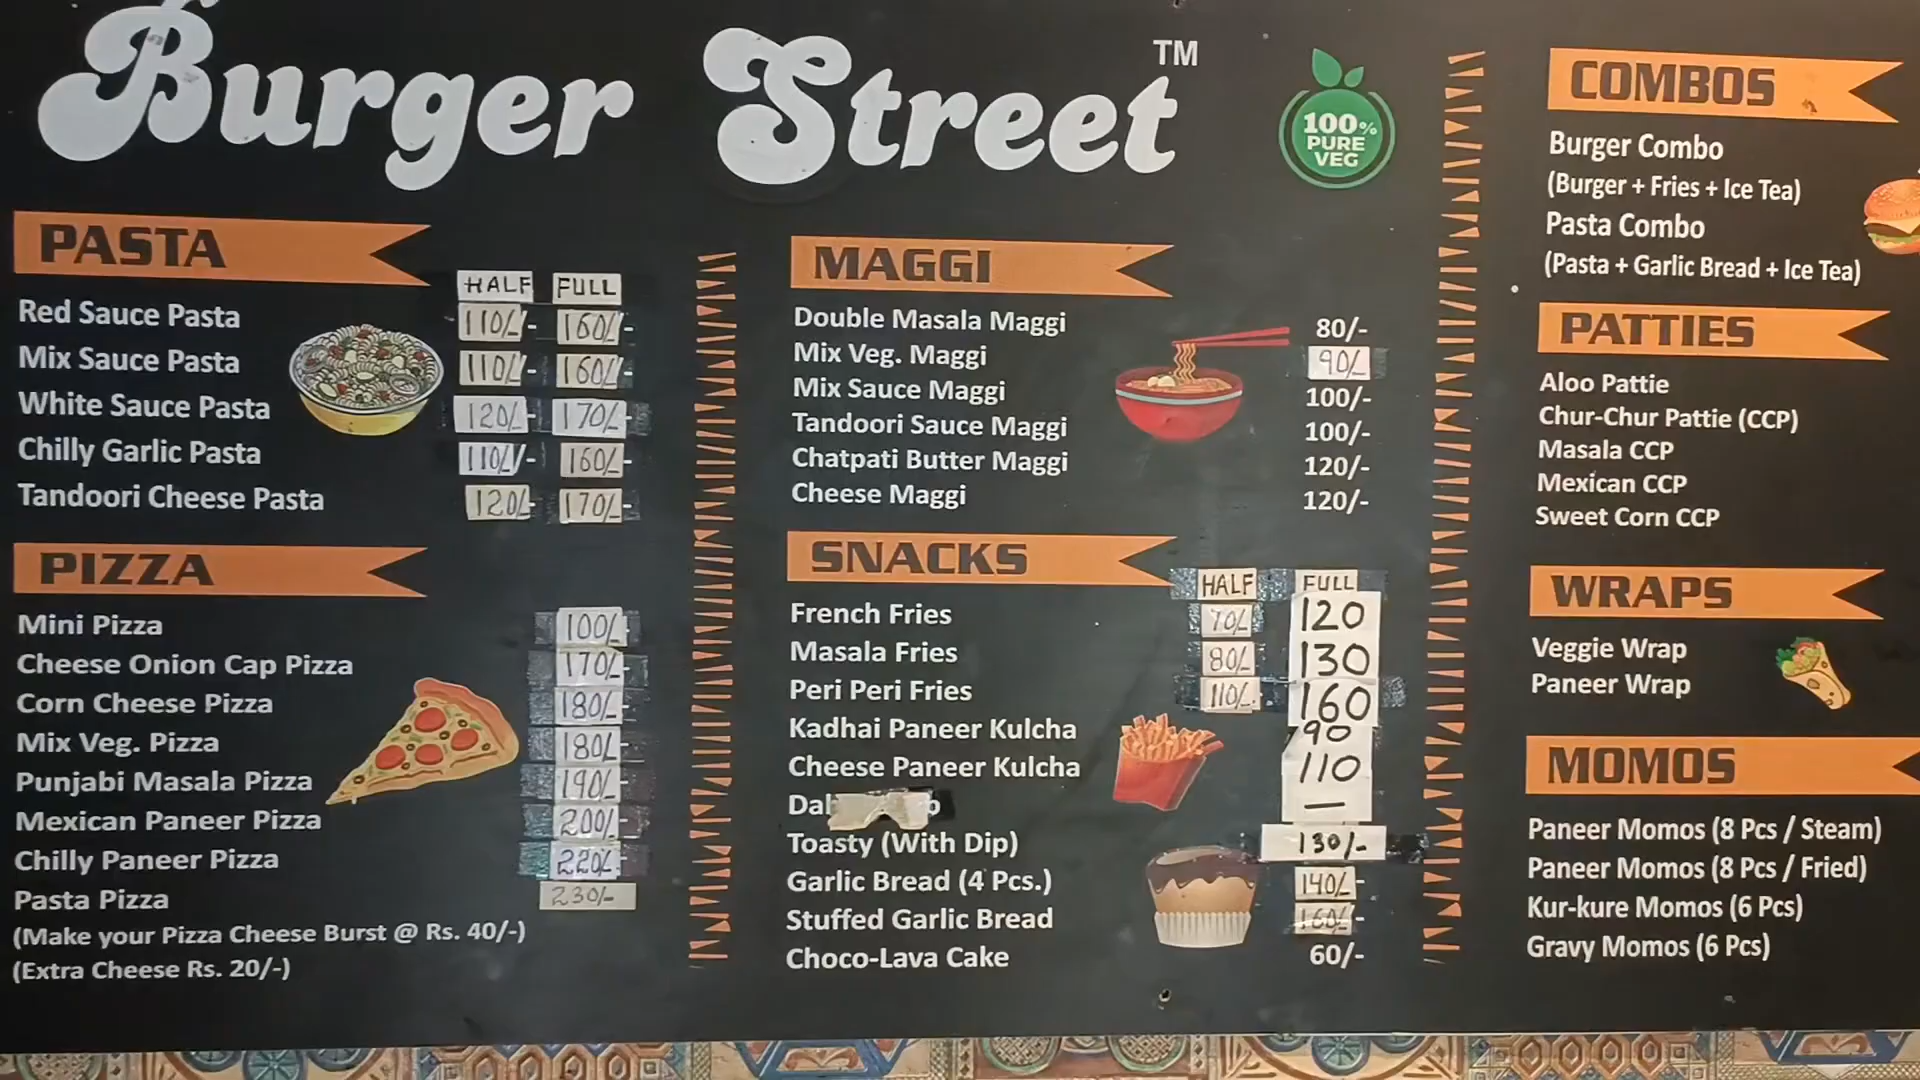 Burger Street TM
100%
PURE
VEG
PASTA
HALF FULL
Red Sauce Pasta 110/- 160/-
Mix Sauce Pasta 110/- 160/-
White Sauce Pasta 120/- 170/-
Chilly Garlic Pasta 110/- 160/-
Tandoori Cheese Pasta 120/- 170/-
PIZZA
Mini Pizza 100/-
Cheese Onion Cap Pizza 170/-
Corn Cheese Pizza 180/-
Mix Veg. Pizza 180/-
Punjabi Masala Pizza 190/-
Mexican Paneer Pizza 200/-
Chilly Paneer Pizza 220/-
Pasta Pizza 230/-
(Make your Pizza Cheese Burst @ Rs. 40/-)
(Extra Cheese Rs. 20/-)
MAGGI
Double Masala Maggi 80/-
Mix Veg. Maggi 90/-
Mix Sauce Maggi 100/-
Tandoori Sauce Maggi 100/-
Chatpati Butter Maggi 120/-
Cheese Maggi 120/-
SNACKS
HALF FULL
French Fries 70/- 120
Masala Fries 80/- 130
Peri Peri Fries 110/- 160
Kadhai Paneer Kulcha 90
Cheese Paneer Kulcha 110
—
Toasty (With Dip) 130/-
Garlic Bread (4 Pcs.) 140/-
Stuffed Garlic Bread 160/-
Choco-Lava Cake 60/-
COMBOS
Burger Combo
(Burger + Fries + Ice Tea)
Pasta Combo
(Pasta + Garlic Bread + Ice Tea)
PATTIES
Aloo Pattie
Chur-Chur Pattie (CCP)
Masala CCP
Mexican CCP
Sweet Corn CCP
WRAPS
Veggie Wrap
Paneer Wrap
MOMOS
Paneer Momos (8 Pcs / Steam)
Paneer Momos (8 Pcs / Fried)
Kur-kure Momos (6 Pcs)
Gravy Momos (6 Pcs)